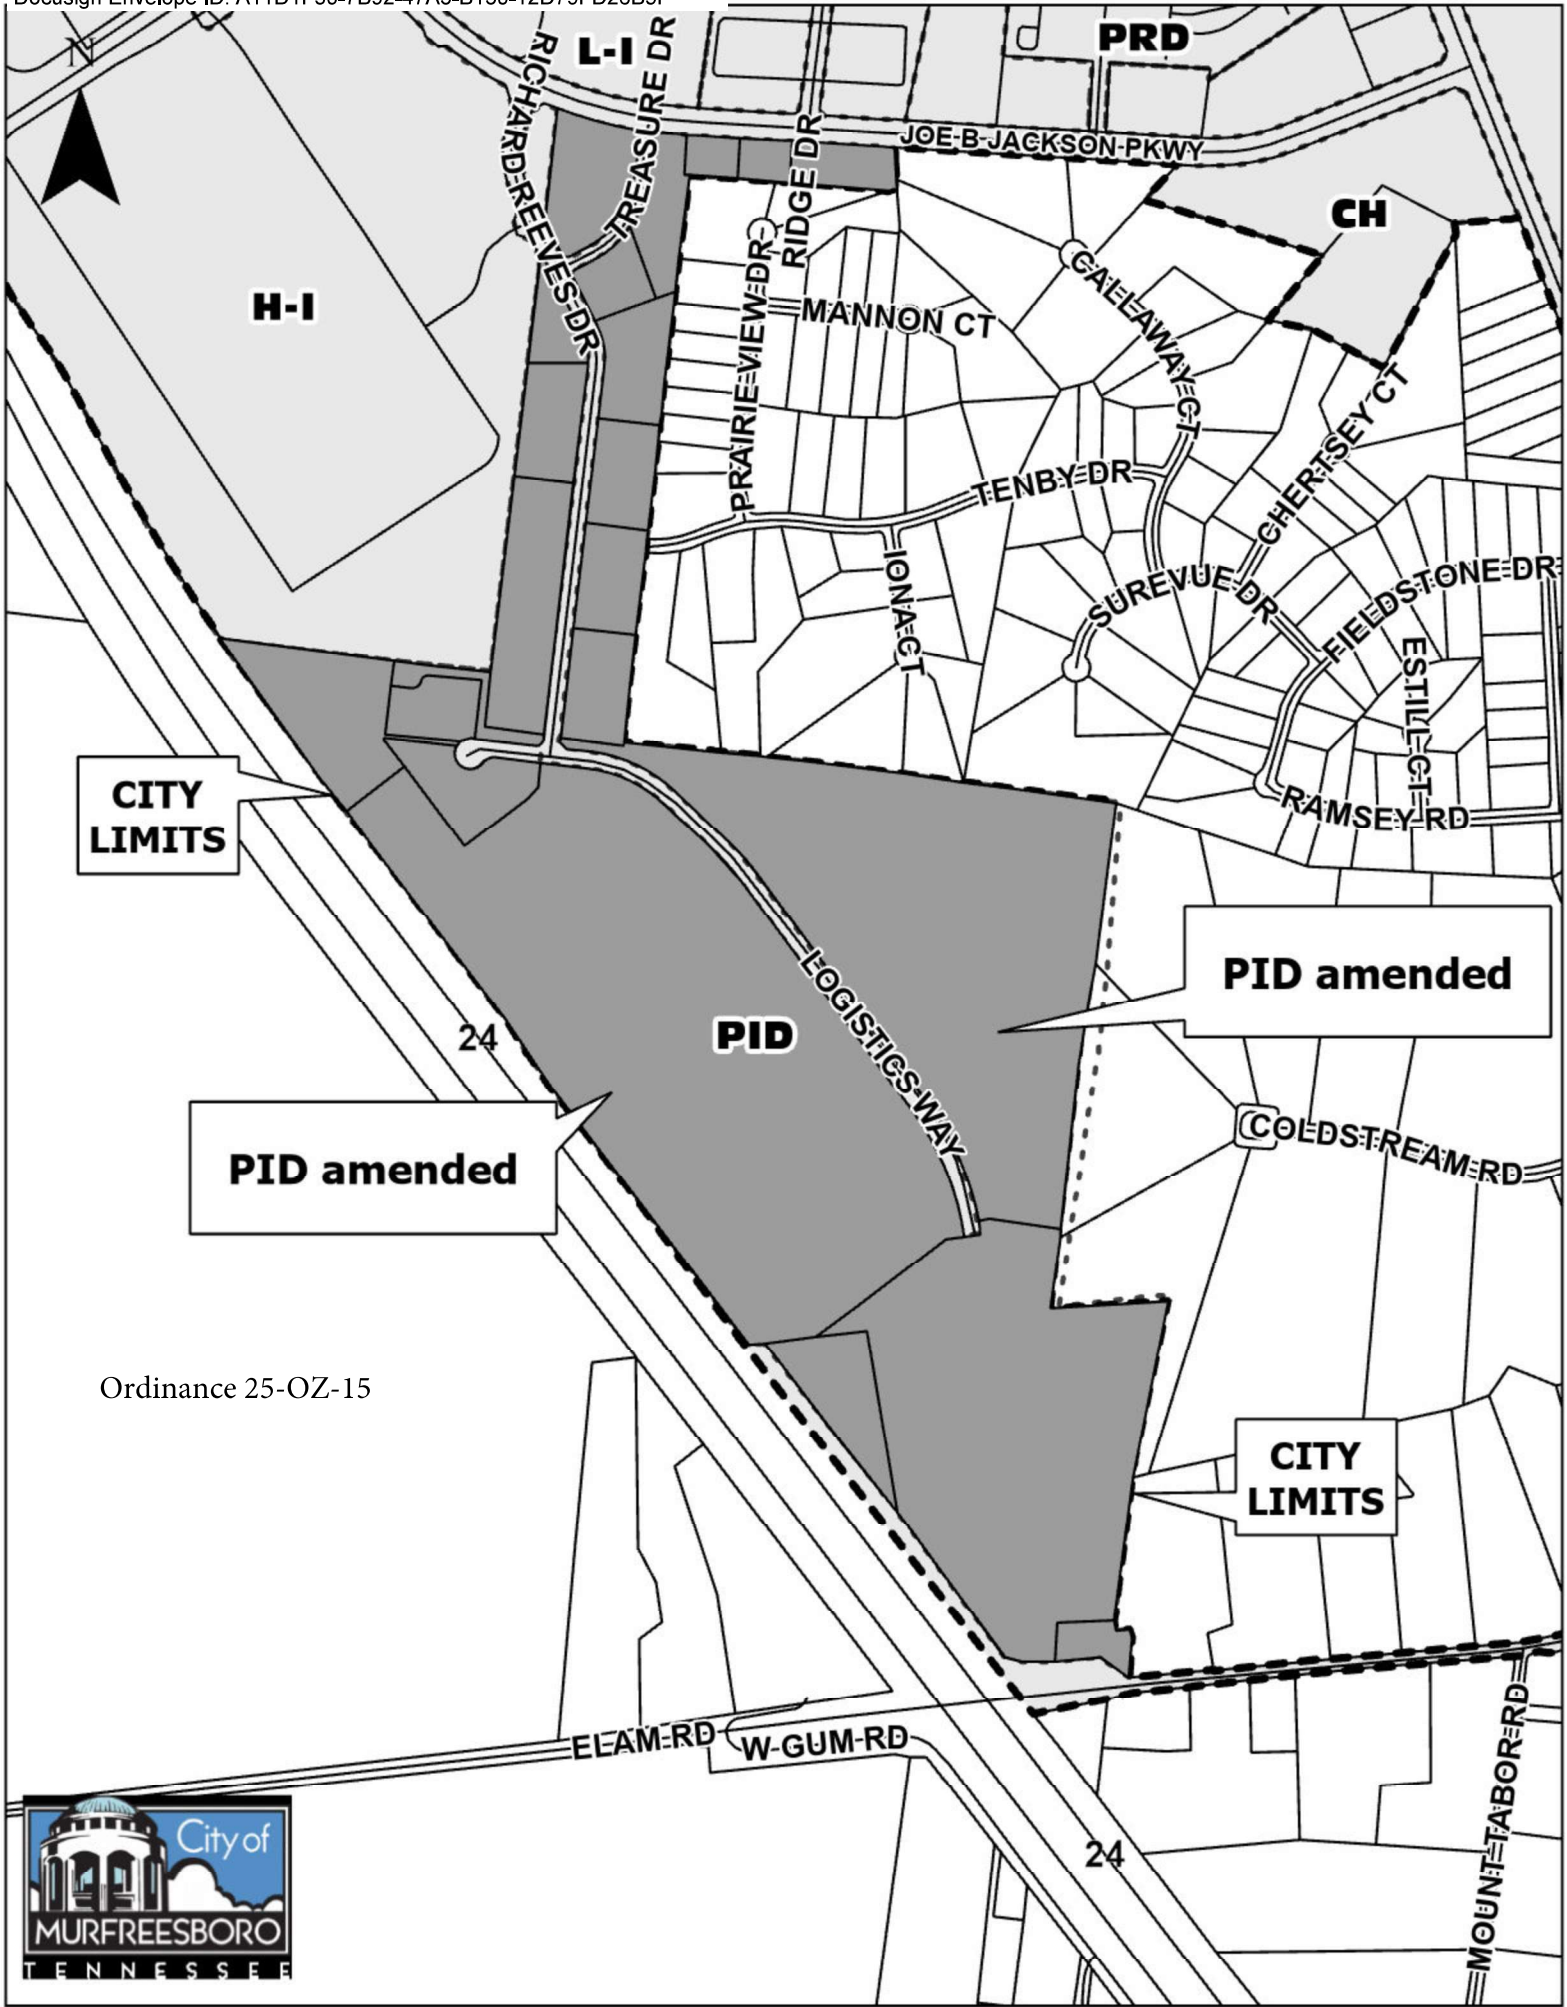 N
L-I
PRD
RICHARD REEVES DR
TREASURE DR
RIDGE DR
JOE B JACKSON PKWY
CH
H-I
CALLAWAY CT
MANNON CT
PRAIRIE VIEW DR
CHERTSEY CT
TENBY DR
IONA CT
SUREVUE DR
FIELDSTONE DR
ESTILL CT
RAMSEY RD
CITY
LIMITS
PID amended
LOGISTICS WAY
PID
24
PID amended
COLDSTREAM RD
Ordinance 25-OZ-15
CITY
LIMITS
ELAM RD
W GUM RD
MOUNT TABOR RD
24
City of
MURFREESBORO
TENNESSEE